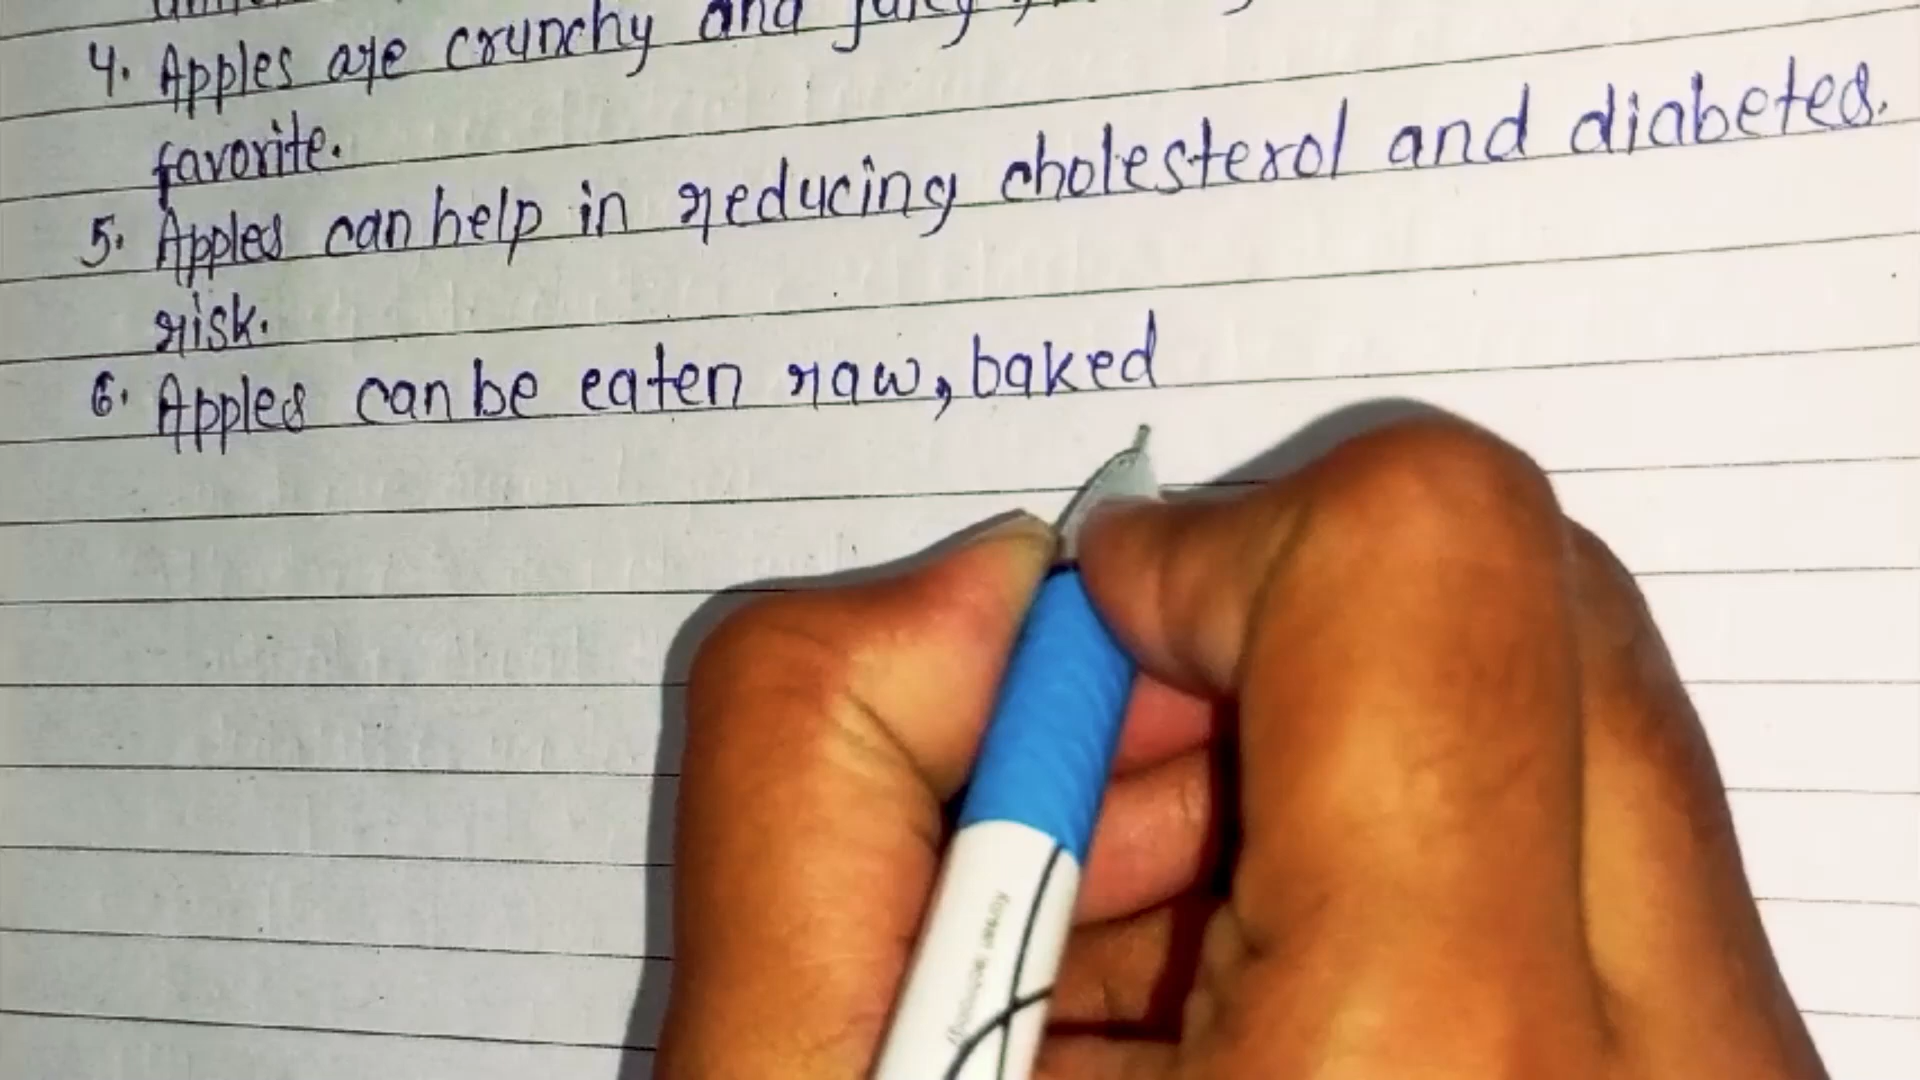 4. Apples are crunchy and juicy,
favorite.
5. Apples can help in reducing cholesterol and diabetes.
risk.
6. Apples can be eaten raw, baked